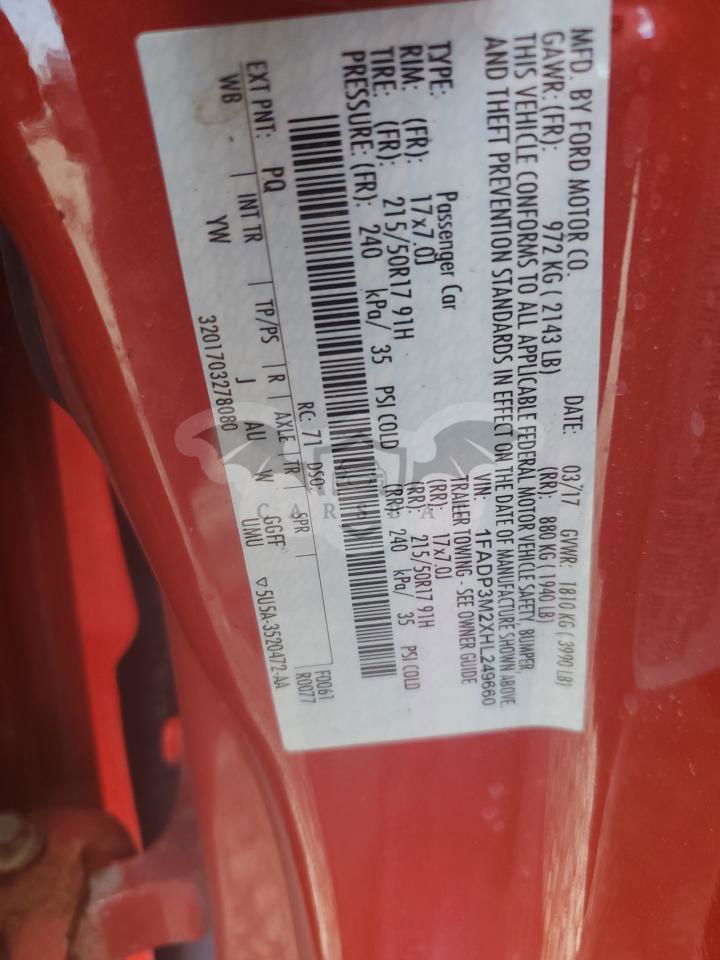 MFD. BY FORD MOTOR CO.
DATE: 03/17 GVWR: 1810 KG ( 3990 LB)
GAWR: (FR): 972 KG ( 2143 LB) (RR): 880 KG ( 1940 LB)
THIS VEHICLE CONFORMS TO ALL APPLICABLE FEDERAL MOTOR VEHICLE SAFETY, BUMPER,
AND THEFT PREVENTION STANDARDS IN EFFECT ON THE DATE OF MANUFACTURE SHOWN ABOVE.
VIN: 1FADP3M2XHL249660
TYPE: Passenger Car TRAILER TOWING - SEE OWNER GUIDE
RIM: (FR): 17x7.0J (RR): 17x7.0J
TIRE: (FR): 215/50R17 91H (RR): 215/50R17 91H
PRESSURE: (FR): 240 kPa/ 35 PSI COLD (RR): 240 kPa/ 35 PSI COLD
F0061
RC: 71 DSO: R0077
EXT PNT: PQ | INT TR | TP/PS | R | AXLE | TR | SPR |
WB YW J AU W GGFF ▽5U5A-3520472-AA
3201703278080 UMU